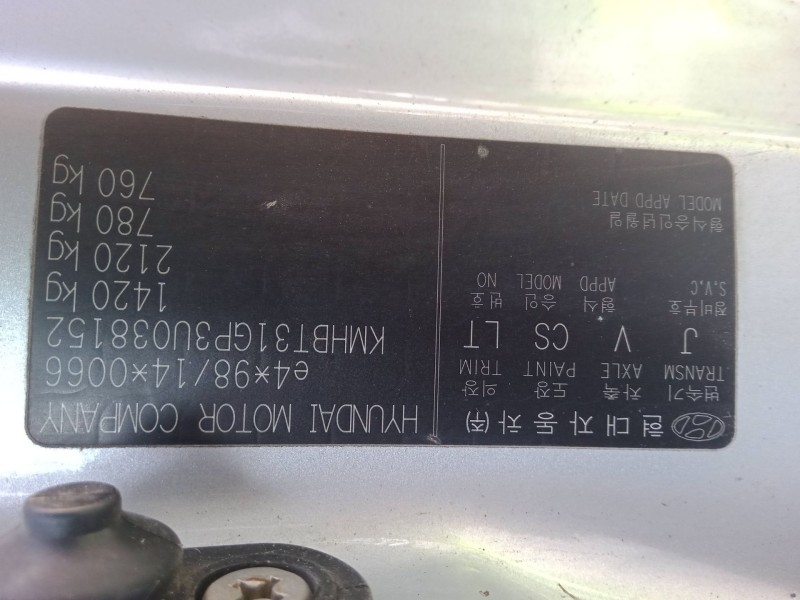 현대자동차(주)
변속기 차축 도장 의장
TRANSM AXLE PAINT TRIM
J V CS LT
정비부호 형식 승인 번호
S.V.C APPD MODEL NO
형식승인년월일
MODEL APPD DATE
HYUNDAI MOTOR COMPANY
e4*98/14*0066
KMHBT31GP3U038152
1420 kg
2120 kg
780 kg
760 kg